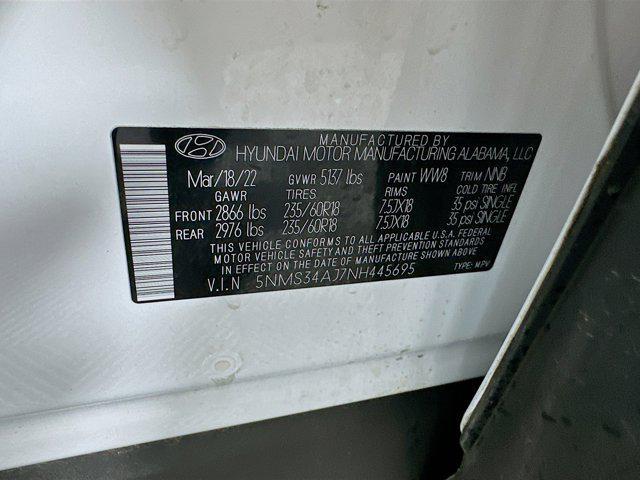 MANUFACTURED BY
HYUNDAI MOTOR MANUFACTURING ALABAMA, LLC
Mar/18/22 GVWR 5137 lbs PAINT WW8 TRIM NNB
GAWR TIRES RIMS COLD TIRE INFL
FRONT 2866 lbs 235/60R18 7.5JX18 35 psi SINGLE
REAR 2976 lbs 235/60R18 7.5JX18 35 psi SINGLE
THIS VEHICLE CONFORMS TO ALL APPLICABLE U.S.A. FEDERAL
MOTOR VEHICLE SAFETY AND THEFT PREVENTION STANDARDS
IN EFFECT ON THE DATE OF MANUFACTURE SHOWN ABOVE.
V.I.N 5NMS34AJ7NH445695 TYPE: MPV